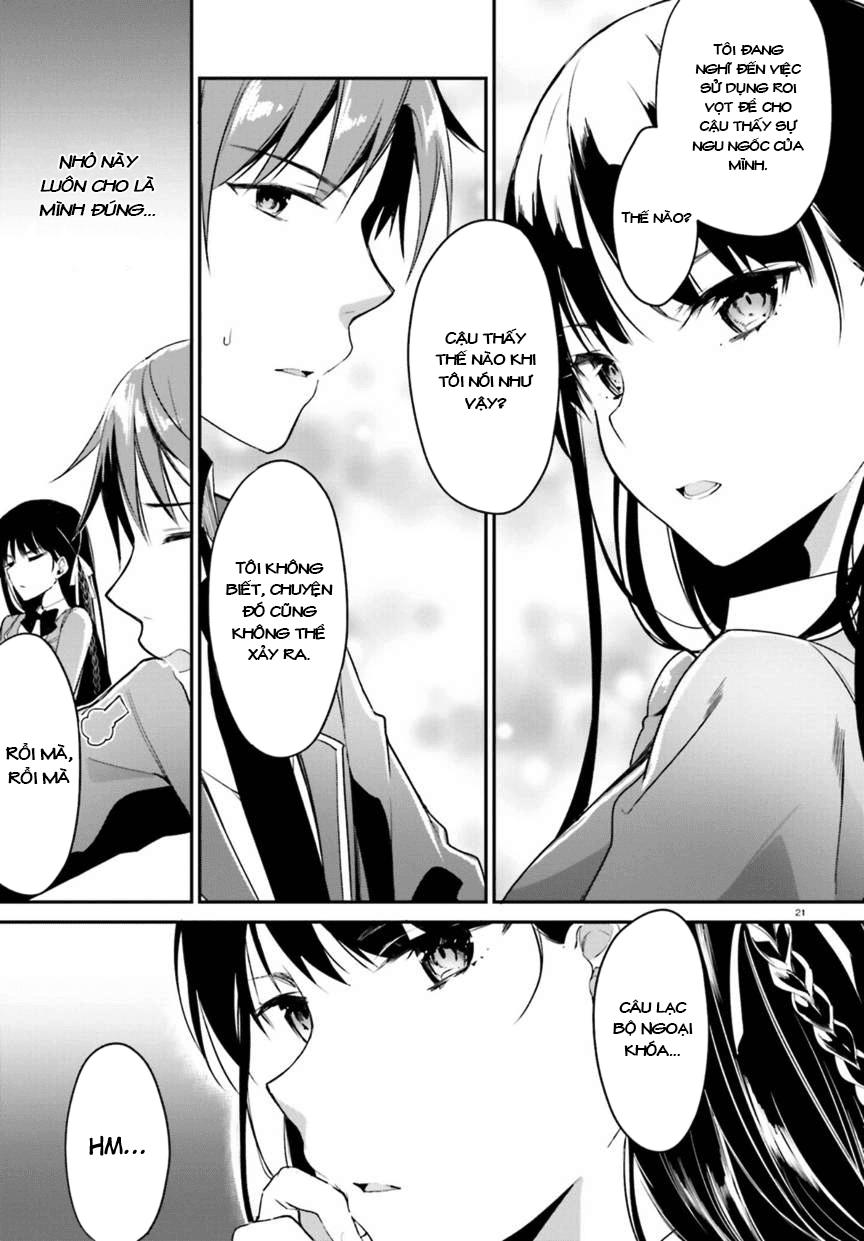 TÔI ĐANG
NGHĨ ĐẾN VIỆC
SỬ DỤNG ROI
VỌT ĐỂ CHO
CẬU THẤY SỰ
NGU NGỐC CỦA
MÌNH.
THẾ NÀO?
CẬU THẤY
THẾ NÀO KHI
TÔI NÓI NHƯ
VẬY?
TÔI KHÔNG
BIẾT, CHUYỆN
ĐÓ CŨNG
KHÔNG THỂ
XẢY RA.
NHỎ NÀY
LUÔN CHO LÀ
MÌNH ĐÚNG...
RỒI MÀ,
RỒI MÀ
21
CÂU LẠC
BỘ NGOẠI
KHÓA...
HM...